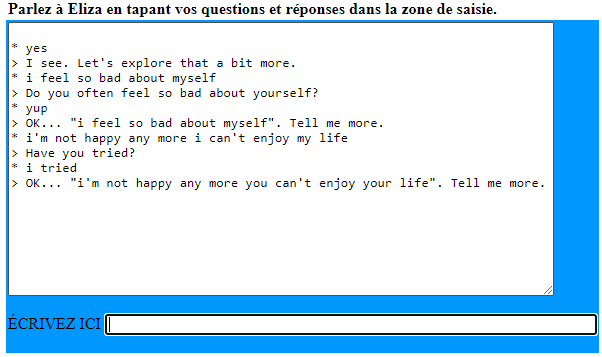 Parlez à Eliza en tapant vos questions et réponses dans la zone de saisie.
* yes
> I see. Let's explore that a bit more.
* i feel so bad about myself
> Do you often feel so bad about yourself?
* yup
> OK... "i feel so bad about myself". Tell me more.
* i'm not happy any more i can't enjoy my life
> Have you tried?
* i tried
> OK... "i'm not happy any more you can't enjoy your life". Tell me more.
ÉCRIVEZ ICI